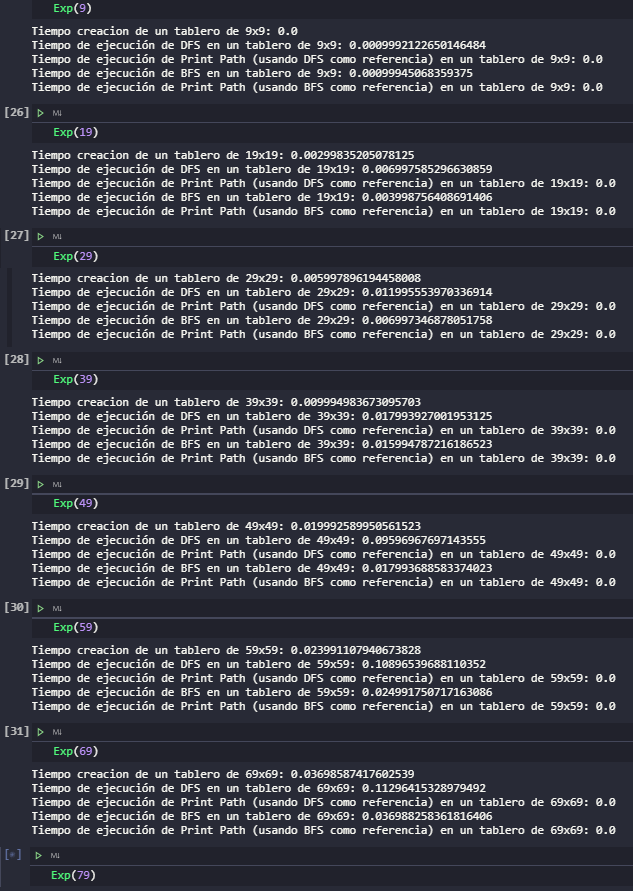 Exp(9)
Tiempo creacion de un tablero de 9x9: 0.0
Tiempo de ejecución de DFS en un tablero de 9x9: 0.0009992122650146484
Tiempo de ejecución de Print Path (usando DFS como referencia) en un tablero de 9x9: 0.0
Tiempo de ejecución de BFS en un tablero de 9x9: 0.00099945068359375
Tiempo de ejecución de Print Path (usando BFS como referencia) en un tablero de 9x9: 0.0
[26] M↓
Exp(19)
Tiempo creacion de un tablero de 19x19: 0.00299835205078125
Tiempo de ejecución de DFS en un tablero de 19x19: 0.006997585296630859
Tiempo de ejecución de Print Path (usando DFS como referencia) en un tablero de 19x19: 0.0
Tiempo de ejecución de BFS en un tablero de 19x19: 0.003998756408691406
Tiempo de ejecución de Print Path (usando BFS como referencia) en un tablero de 19x19: 0.0
[27] M↓
Exp(29)
Tiempo creacion de un tablero de 29x29: 0.005997896194458008
Tiempo de ejecución de DFS en un tablero de 29x29: 0.011995553970336914
Tiempo de ejecución de Print Path (usando DFS como referencia) en un tablero de 29x29: 0.0
Tiempo de ejecución de BFS en un tablero de 29x29: 0.006997346878051758
Tiempo de ejecución de Print Path (usando BFS como referencia) en un tablero de 29x29: 0.0
[28] M↓
Exp(39)
Tiempo creacion de un tablero de 39x39: 0.009994983673095703
Tiempo de ejecución de DFS en un tablero de 39x39: 0.017993927001953125
Tiempo de ejecución de Print Path (usando DFS como referencia) en un tablero de 39x39: 0.0
Tiempo de ejecución de BFS en un tablero de 39x39: 0.015994787216186523
Tiempo de ejecución de Print Path (usando BFS como referencia) en un tablero de 39x39: 0.0
[29] M↓
Exp(49)
Tiempo creacion de un tablero de 49x49: 0.019992589950561523
Tiempo de ejecución de DFS en un tablero de 49x49: 0.09596967697143555
Tiempo de ejecución de Print Path (usando DFS como referencia) en un tablero de 49x49: 0.0
Tiempo de ejecución de BFS en un tablero de 49x49: 0.017993688583374023
Tiempo de ejecución de Print Path (usando BFS como referencia) en un tablero de 49x49: 0.0
[30] M↓
Exp(59)
Tiempo creacion de un tablero de 59x59: 0.023991107940673828
Tiempo de ejecución de DFS en un tablero de 59x59: 0.10896539688110352
Tiempo de ejecución de Print Path (usando DFS como referencia) en un tablero de 59x59: 0.0
Tiempo de ejecución de BFS en un tablero de 59x59: 0.024991750717163086
Tiempo de ejecución de Print Path (usando BFS como referencia) en un tablero de 59x59: 0.0
[31] M↓
Exp(69)
Tiempo creacion de un tablero de 69x69: 0.03698587417602539
Tiempo de ejecución de DFS en un tablero de 69x69: 0.11296415328979492
Tiempo de ejecución de Print Path (usando DFS como referencia) en un tablero de 69x69: 0.0
Tiempo de ejecución de BFS en un tablero de 69x69: 0.036988258361816406
Tiempo de ejecución de Print Path (usando BFS como referencia) en un tablero de 69x69: 0.0
[*] M↓
Exp(79)